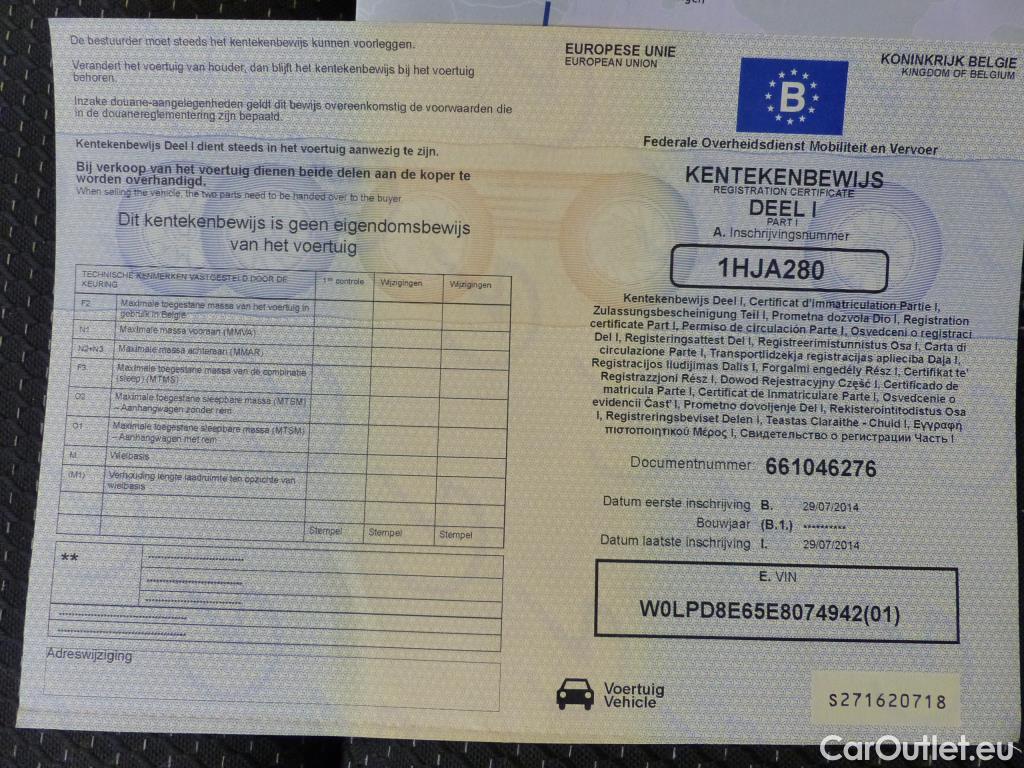 De bestuurder moet steeds het kentekenbewijs kunnen voorleggen.
Verandert het voertuig van houder, dan blijft het kentekenbewijs bij het voertuig
behoren.
Inzake douane-aangelegenheden geldt dit bewijs overeenkomstig de voorwaarden die
in de douanereglementering zijn bepaald.
Kentekenbewijs Deel I dient steeds in het voertuig aanwezig te zijn.
Bij verkoop van het voertuig dienen beide delen aan de koper te
worden overhandigd.
When selling the vehicle, the two parts need to be handed over to the buyer.
Dit kentekenbewijs is geen eigendomsbewijs
van het voertuig
TECHNISCHE KENMERKEN VASTGESTELD DOOR DE
KEURING
1ste controle
Wijzigingen
Wijzigingen
F2 Maximale toegestane massa van het voertuig in
gebruik in België
N1 Maximale massa vooraan (MMVA)
N2+N3 Maximale massa achteraan (MMAR)
F3 Maximale toegestane massa van de combinatie
(sleep) (MTMS)
O2 Maximale toegestane sleepbare massa (MTSM)
– Aanhangwagen zonder rem
O1 Maximale toegestane sleepbare massa (MTSM)
– Aanhangwagen met rem
M Wielbasis
(M1) Verhouding lengte laadruimte ten opzichte van
wielbasis
Stempel Stempel Stempel
**
Adreswijziging
EUROPESE UNIE
EUROPEAN UNION
B
KONINKRIJK BELGIE
KINGDOM OF BELGIUM
Federale Overheidsdienst Mobiliteit en Vervoer
KENTEKENBEWIJS
REGISTRATION CERTIFICATE
DEEL I
PART I
A. Inschrijvingsnummer
1HJA280
Kentekenbewijs Deel I, Certificat d'immatriculation Partie I,
Zulassungsbescheinigung Teil I, Prometna dozvola Dio I, Registration
certificate Part I, Permiso de circulación Parte I, Osvedceni o registraci
Del I, Registeringsattest Del I, Registreerimistunnistus Osa I, Carta di
circolazione Parte I, Transportlidzekja registracijas aplieciba Daja I,
Registracijos liudijimas Dalis I, Forgalmi engedély Rész I, Certifikat te'
Registrazzjoni Rész I, Dowod Rejestracyjny Część I, Certificado de
matricula Parte I, Certificat de Inmatriculare Parte I, Osvedcenie o
evidencii Čast' I, Prometno dovoljenje Del I, Rekisterointitodistus Osa
I, Registreringsbeviset Delen I, Teastas Claraithe - Chuid I, Εγγραφή
πιστοποιητικού Μέρος I, Свидетельство о регистрации Часть I
Documentnummer: 661046276
Datum eerste inschrijving B. 29/07/2014
Bouwjaar (B.1.) **********
Datum laatste inschrijving I. 29/07/2014
E. VIN
W0LPD8E65E8074942(01)
Voertuig
Vehicle
S271620718
CarOutlet.eu